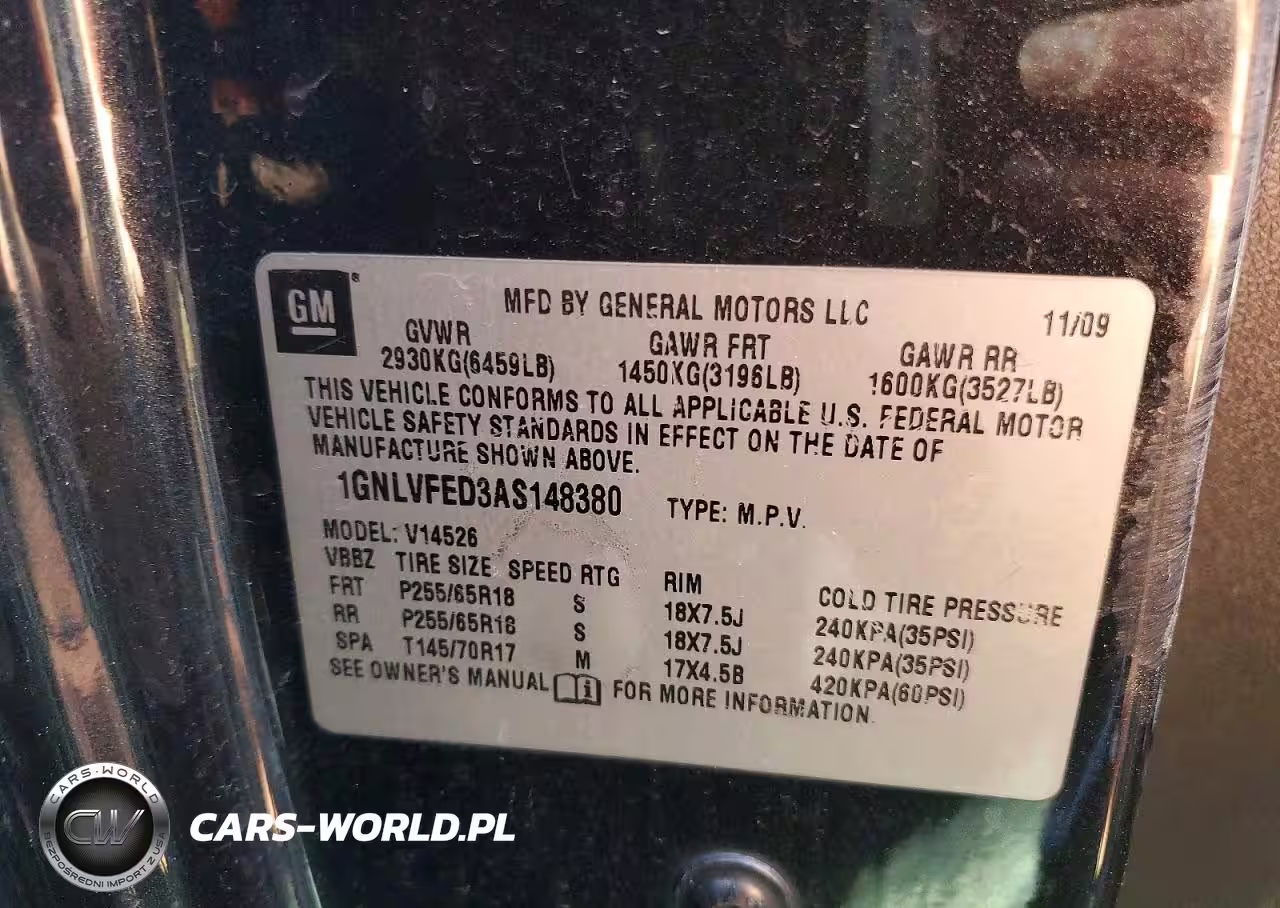 GM ®
MFD BY GENERAL MOTORS LLC 11/09
GVWR GAWR FRT GAWR RR
2930KG(6459LB) 1450KG(3196LB) 1600KG(3527LB)
THIS VEHICLE CONFORMS TO ALL APPLICABLE U.S. FEDERAL MOTOR
VEHICLE SAFETY STANDARDS IN EFFECT ON THE DATE OF
MANUFACTURE SHOWN ABOVE.
1GNLVFED3AS148380 TYPE: M.P.V.
MODEL: V14526
VBBZ TIRE SIZE SPEED RTG RIM COLD TIRE PRESSURE
FRT P255/65R18 S 18X7.5J 240KPA(35PSI)
RR P255/65R18 S 18X7.5J 240KPA(35PSI)
SPA T145/70R17 M 17X4.5B 420KPA(60PSI)
SEE OWNER'S MANUAL i FOR MORE INFORMATION.
CARS-WORLD
CW
BEZPOŚREDNI IMPORT Z USA
CARS-WORLD.PL